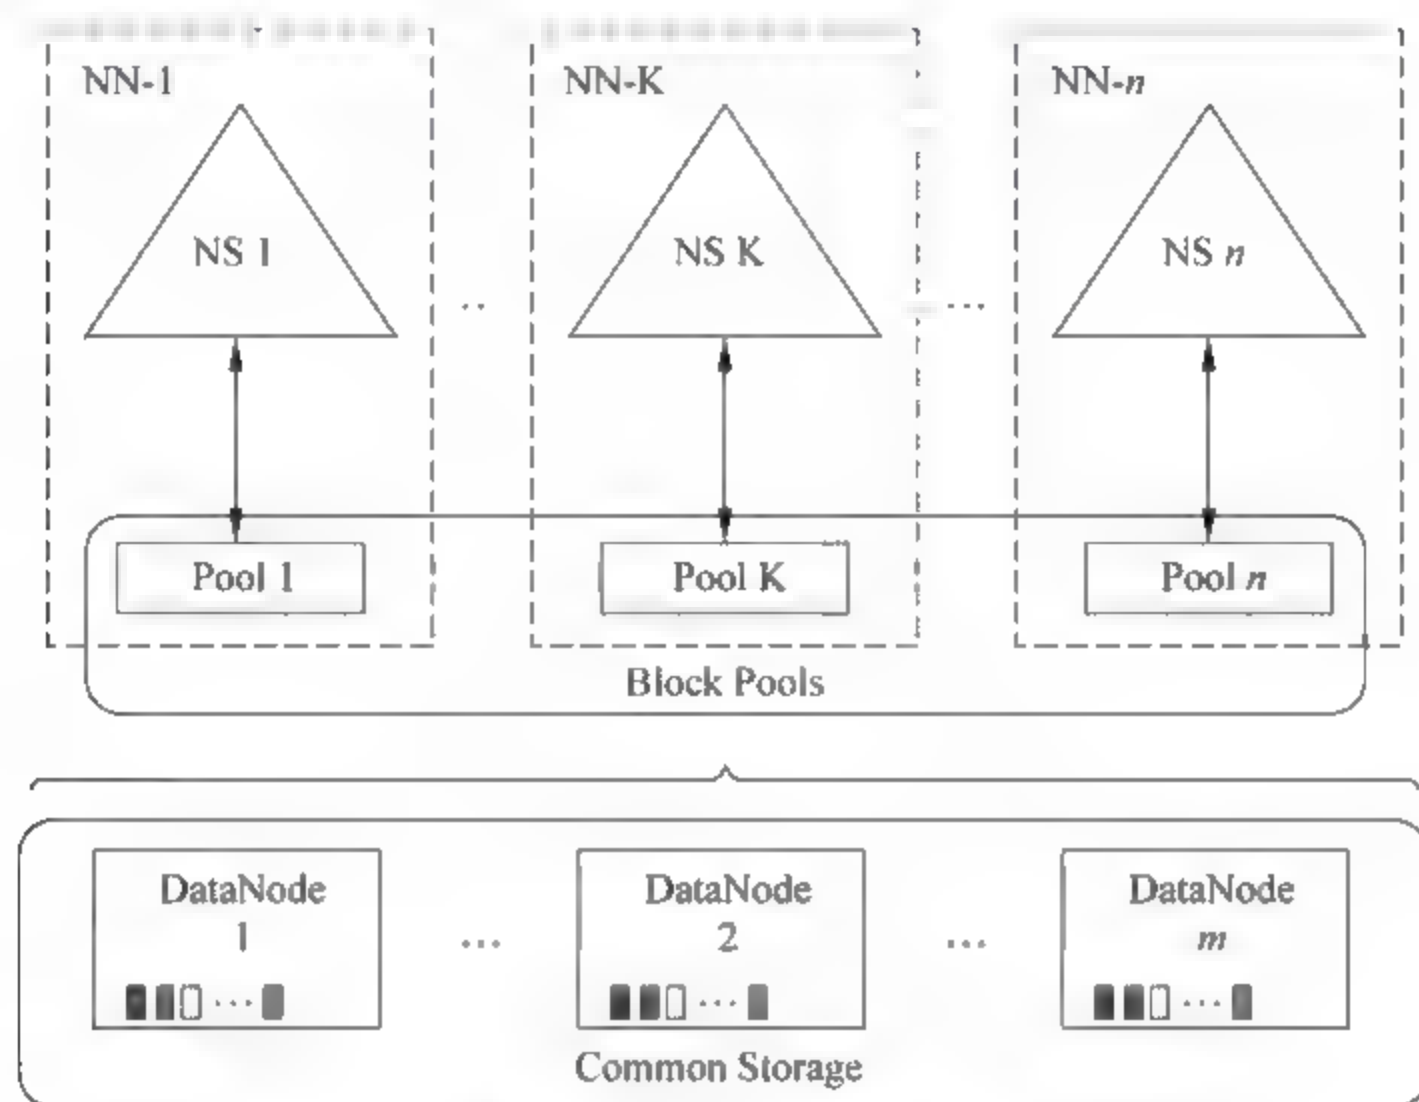 NN-1
NN-K
NN-n
NS 1
NS K
NS n
..
...
Pool 1
Pool K
Pool n
Block Pools
DataNode
1
...
DataNode
2
...
DataNode
m
...
...
...
Common Storage